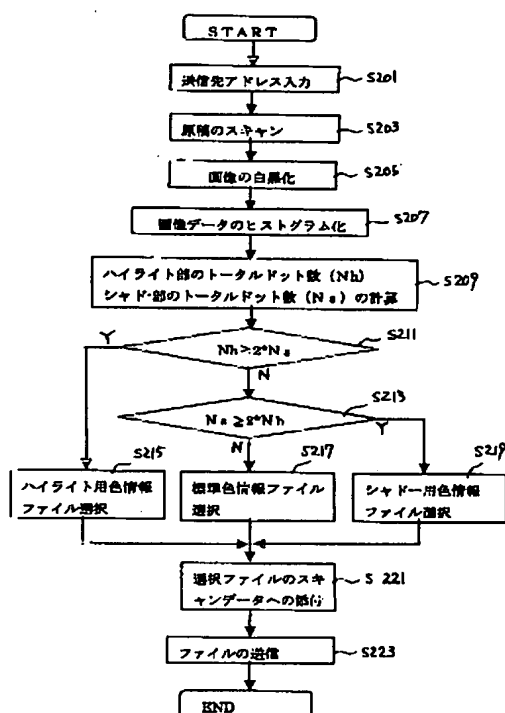 START
送信先アドレス入力
S201
原稿のスキャン
S203
画像の白黒化
S205
画像データのヒストグラム化
S207
ハイライト部のトータルドット数（Nh）
シャドー部のトータルドット数（Ns）の計算
S209
Nh≥2*Ns
S211
Y
N
Ns≥2*Nh
S213
N
Y
ハイライト用色情報
ファイル選択
S215
標準色情報ファイル
選択
S217
シャドー用色情報
ファイル選択
S219
選択ファイルのスキ
ャンデータへの添付
S221
ファイルの送信
S223
END